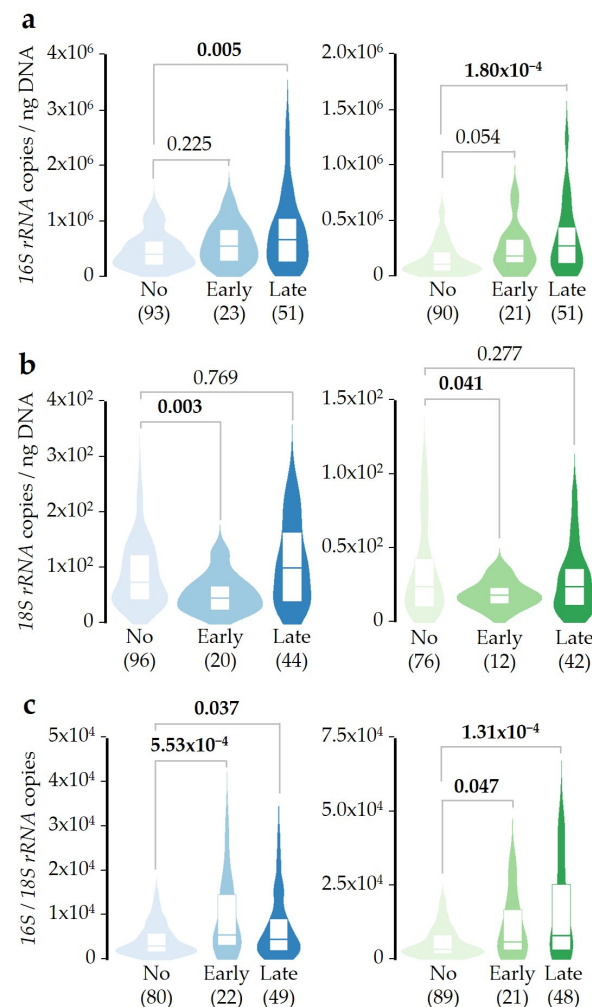 a
16S rRNA copies / ng DNA
4x10⁶
3x10⁶
2x10⁶
1x10⁶
0
0.005
0.225
No
(93)
Early
(23)
Late
(51)
2.0x10⁶
1.5x10⁶
1.0x10⁶
0.5x10⁶
0
1.80x10⁻⁴
0.054
No
(90)
Early
(21)
Late
(51)
b
18S rRNA copies / ng DNA
4x10²
3x10²
2x10²
1x10²
0
0.769
0.003
No
(96)
Early
(20)
Late
(44)
1.5x10²
1.0x10²
0.5x10²
0
0.277
0.041
No
(76)
Early
(12)
Late
(42)
c
16S / 18S rRNA copies
5x10⁴
4x10⁴
3x10⁴
2x10⁴
1x10⁴
0
0.037
5.53x10⁻⁴
No
(80)
Early
(22)
Late
(49)
7.5x10⁴
5.0x10⁴
2.5x10⁴
0
1.31x10⁻⁴
0.047
No
(89)
Early
(21)
Late
(48)